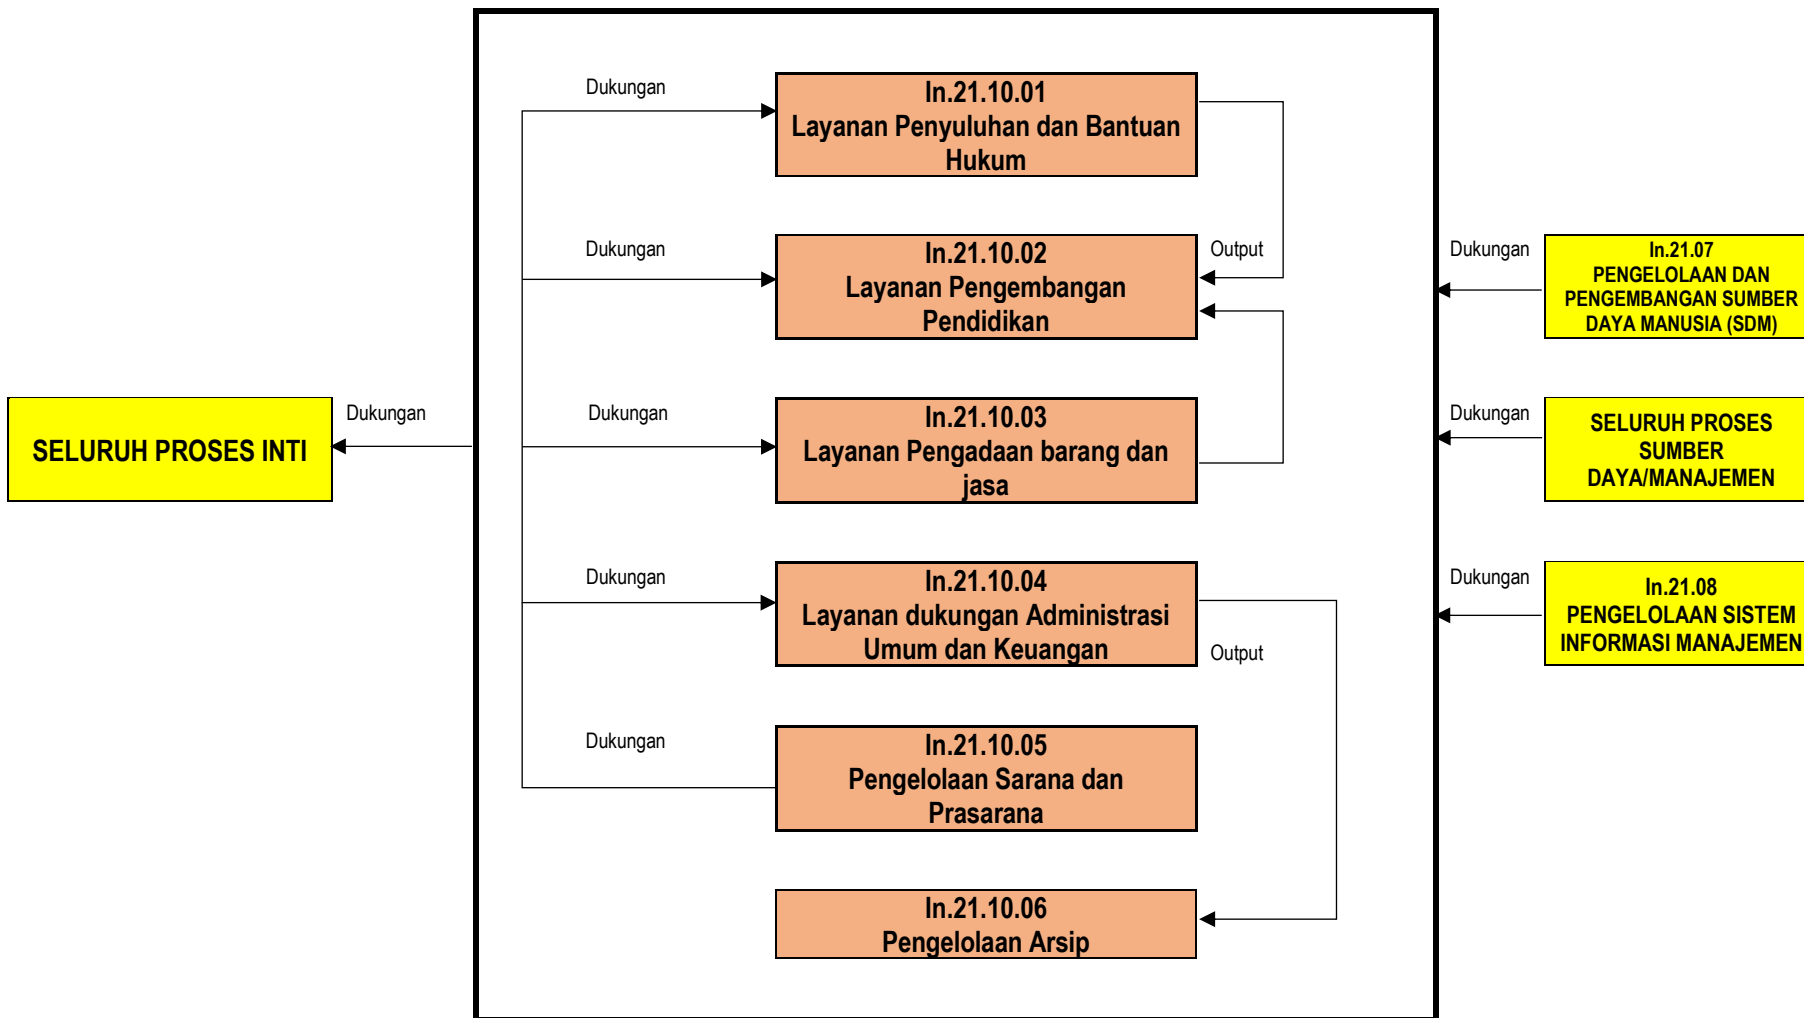 Dukungan
In.21.10.01
Layanan Penyuluhan dan Bantuan
Hukum
Dukungan
In.21.10.02
Layanan Pengembangan
Pendidikan
Output
Dukungan
In.21.07
PENGELOLAAN DAN
PENGEMBANGAN SUMBER
DAYA MANUSIA (SDM)
SELURUH PROSES INTI
Dukungan
Dukungan
In.21.10.03
Layanan Pengadaan barang dan
jasa
Dukungan
SELURUH PROSES
SUMBER
DAYA/MANAJEMEN
Dukungan
In.21.10.04
Layanan dukungan Administrasi
Umum dan Keuangan
Output
Dukungan
In.21.08
PENGELOLAAN SISTEM
INFORMASI MANAJEMEN
Dukungan
In.21.10.05
Pengelolaan Sarana dan
Prasarana
In.21.10.06
Pengelolaan Arsip